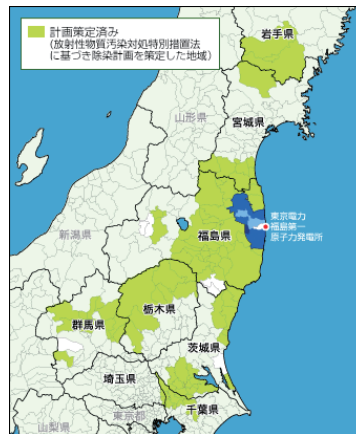 計画策定済み
(放射性物質汚染対処特別措置法
に基づき除染計画を策定した地域)
岩手県
山形県
宮城県
東京電力
福島第一
原子力発電所
新潟県
福島県
栃木県
群馬県
茨城県
埼玉県
東京都
山梨県
千葉県